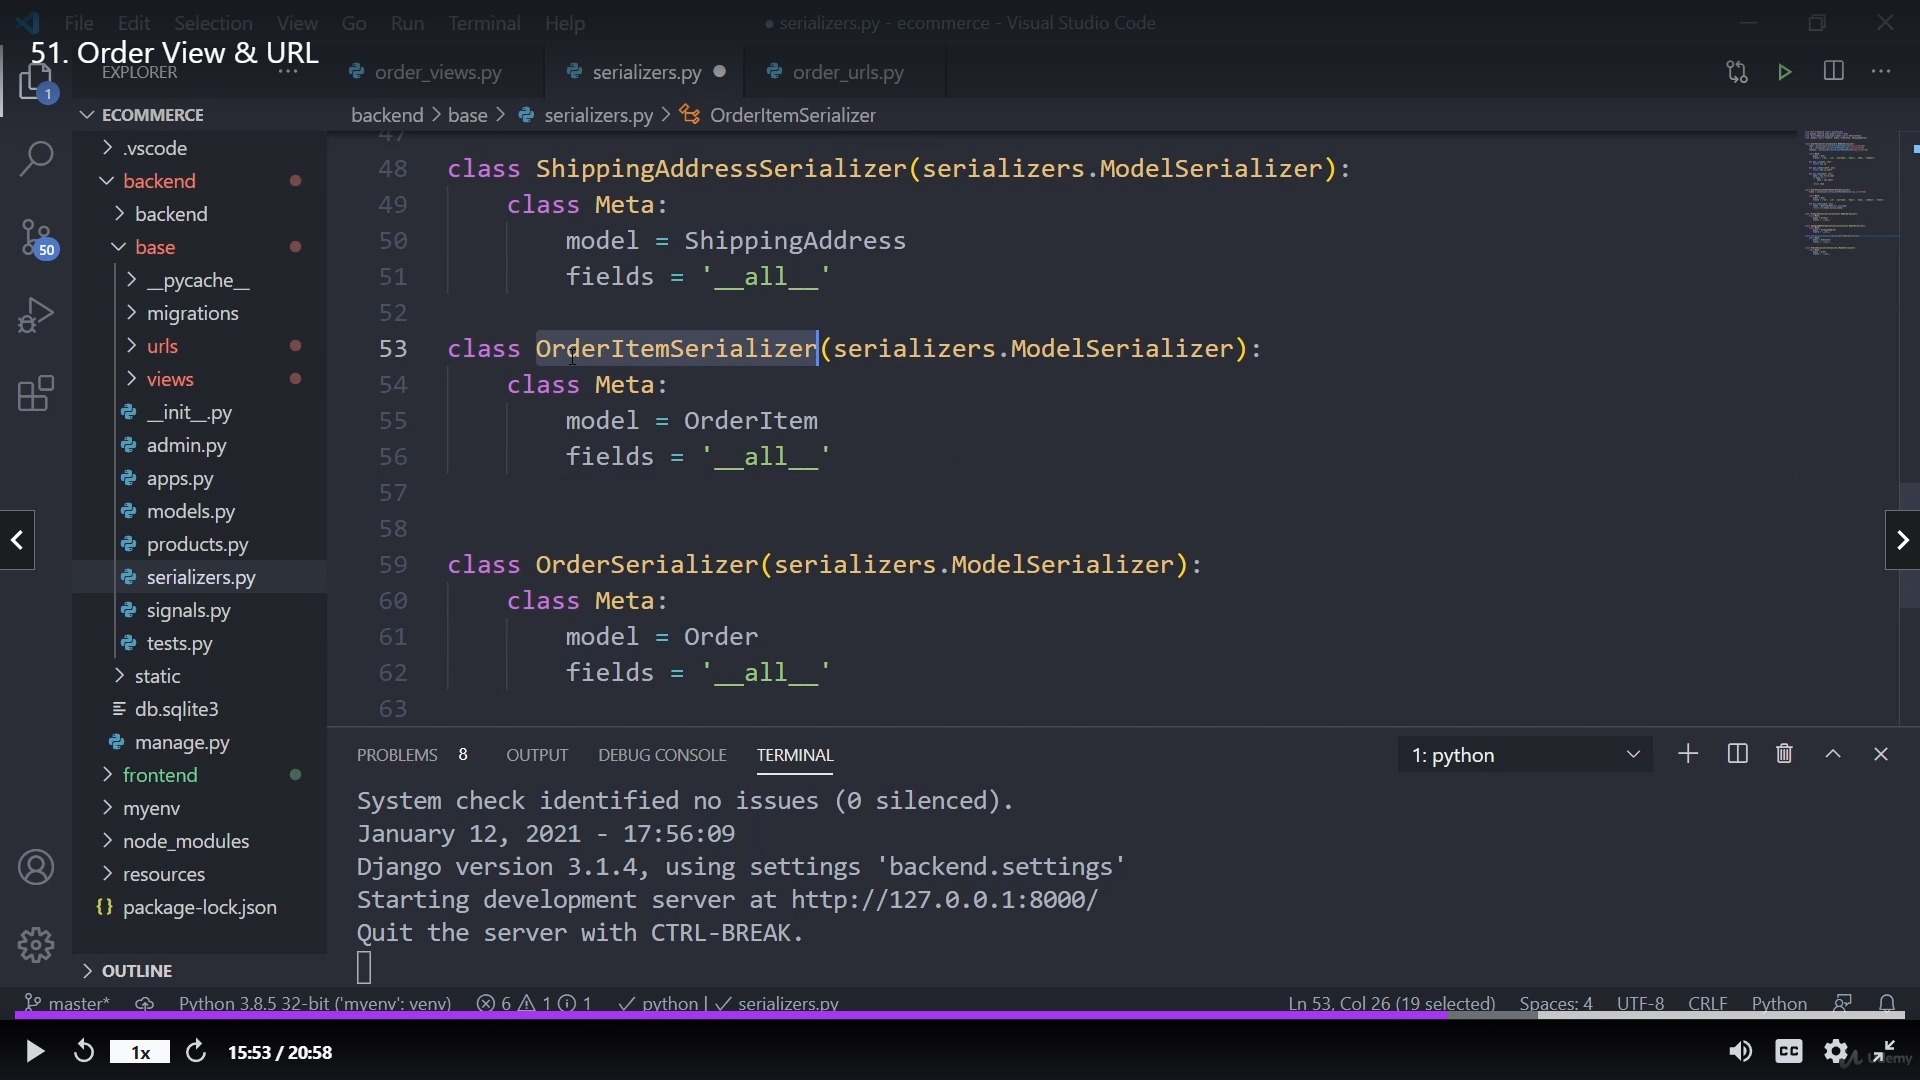 File Edit Selection View Go Run Terminal Help
● serializers.py - ecommerce - Visual Studio Code
51. Order View & URL
EXPLORER
order_views.py
serializers.py
order_urls.py
1
ECOMMERCE
backend > base > serializers.py > OrderItemSerializer
.vscode
backend
backend
base
50
__pycache__
migrations
urls
views
__init__.py
admin.py
apps.py
models.py
products.py
serializers.py
signals.py
tests.py
static
db.sqlite3
manage.py
frontend
myenv
node_modules
resources
{} package-lock.json
OUTLINE
47
48 class ShippingAddressSerializer(serializers.ModelSerializer):
49 class Meta:
50 model = ShippingAddress
51 fields = '__all__'
52
53 class OrderItemSerializer(serializers.ModelSerializer):
54 class Meta:
55 model = OrderItem
56 fields = '__all__'
57
58
59 class OrderSerializer(serializers.ModelSerializer):
60 class Meta:
61 model = Order
62 fields = '__all__'
63
PROBLEMS 8 OUTPUT DEBUG CONSOLE TERMINAL
1: python
System check identified no issues (0 silenced).
January 12, 2021 - 17:56:09
Django version 3.1.4, using settings 'backend.settings'
Starting development server at http://127.0.0.1:8000/
Quit the server with CTRL-BREAK.
master* Python 3.8.5 32-bit ('myenv': venv) 6 1 1 ✓ python | ✓ serializers.py
Ln 53, Col 26 (19 selected) Spaces: 4 UTF-8 CRLF Python
1x
15:53 / 20:58
CC
Udemy